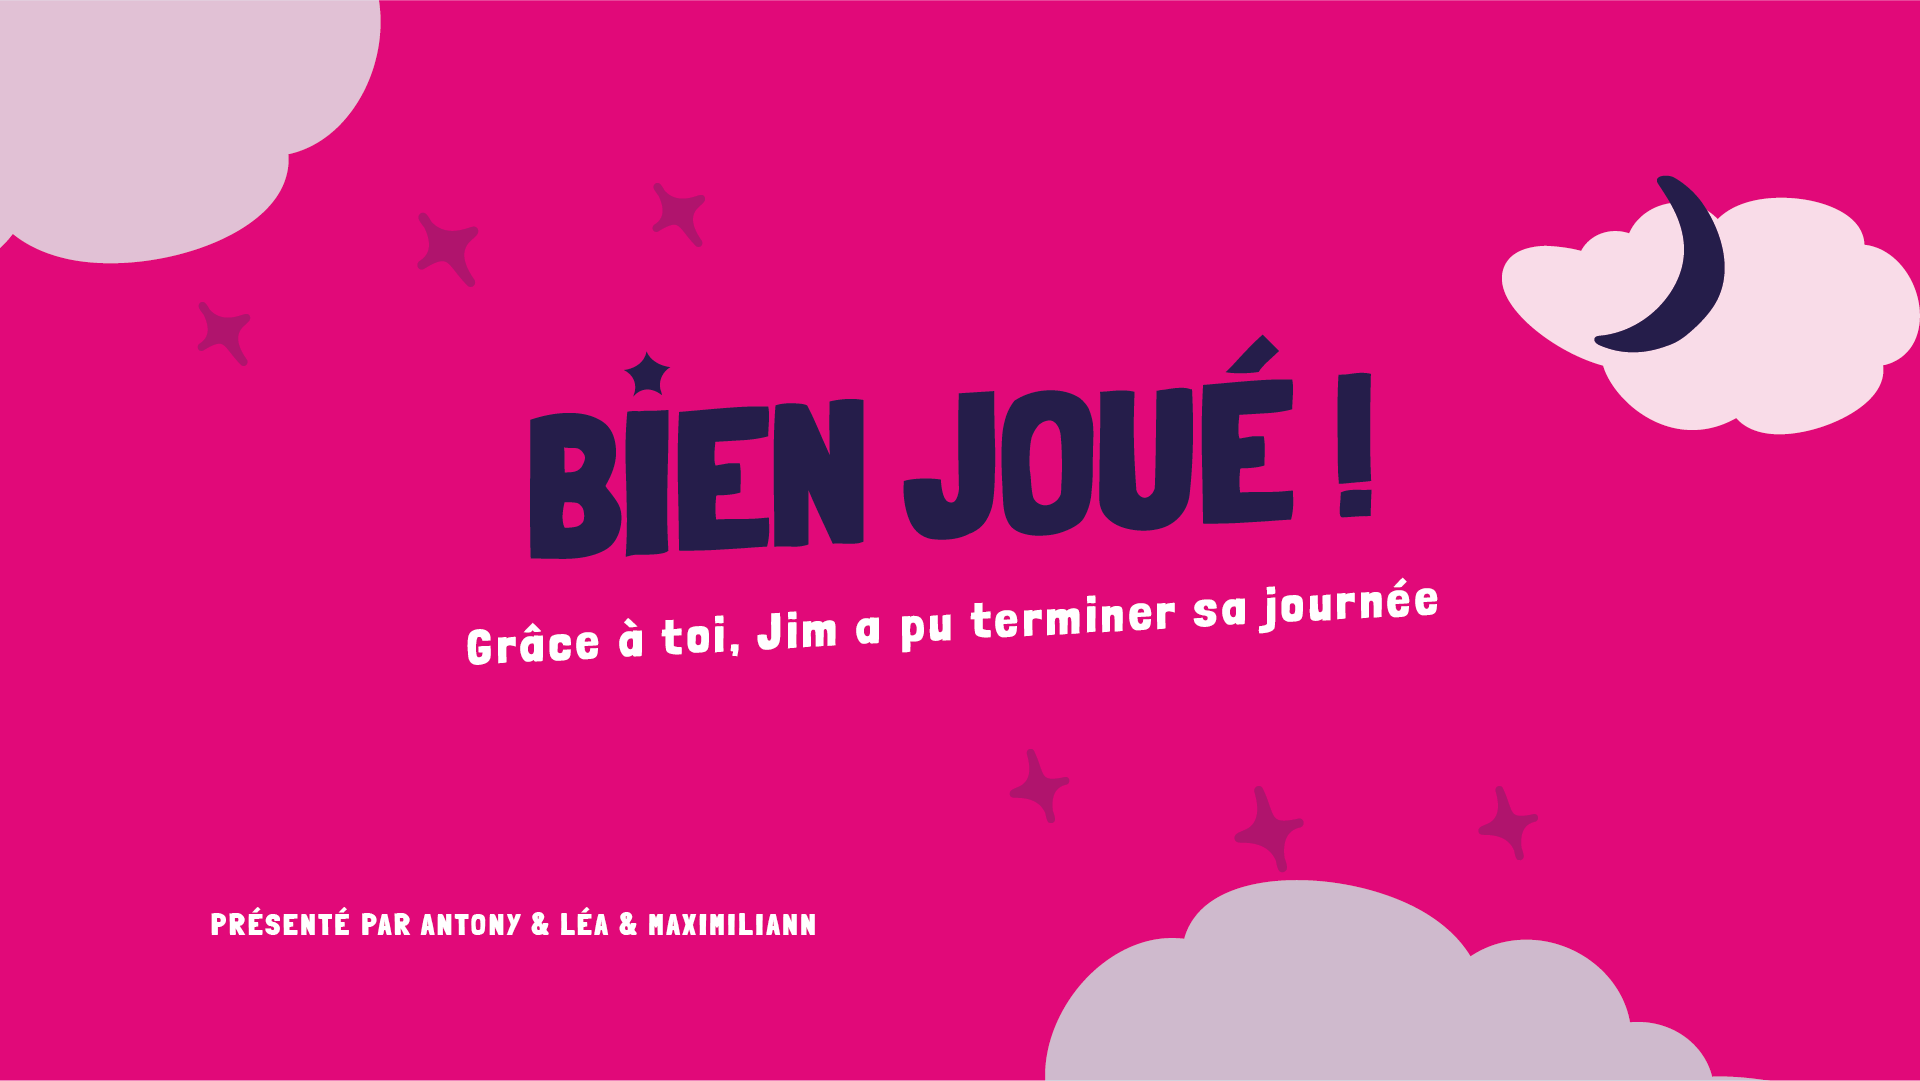 BIEN JOUÉ !
Grâce à toi, Jim a pu terminer sa journée
PRÉSENTÉ PAR ANTONY & LÉA & MAXIMILIANN